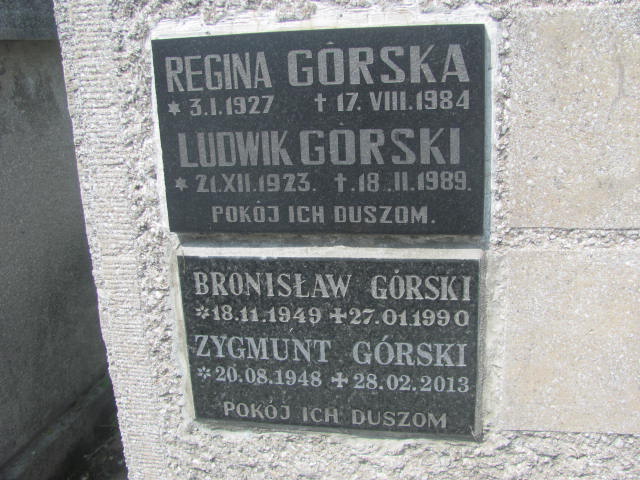 REGINA GÓRSKA
* 3.I.1927 † 17.VIII.1984
LUDWIK GÓRSKI
* 21.XII.1923. † 18.II.1989.
POKÓJ ICH DUSZOM.
BRONISŁAW GÓRSKI
*18.11.1949 +27.01.1990
ZYGMUNT GÓRSKI
*20.08.1948 + 28.02.2013
POKÓJ ICH DUSZOM